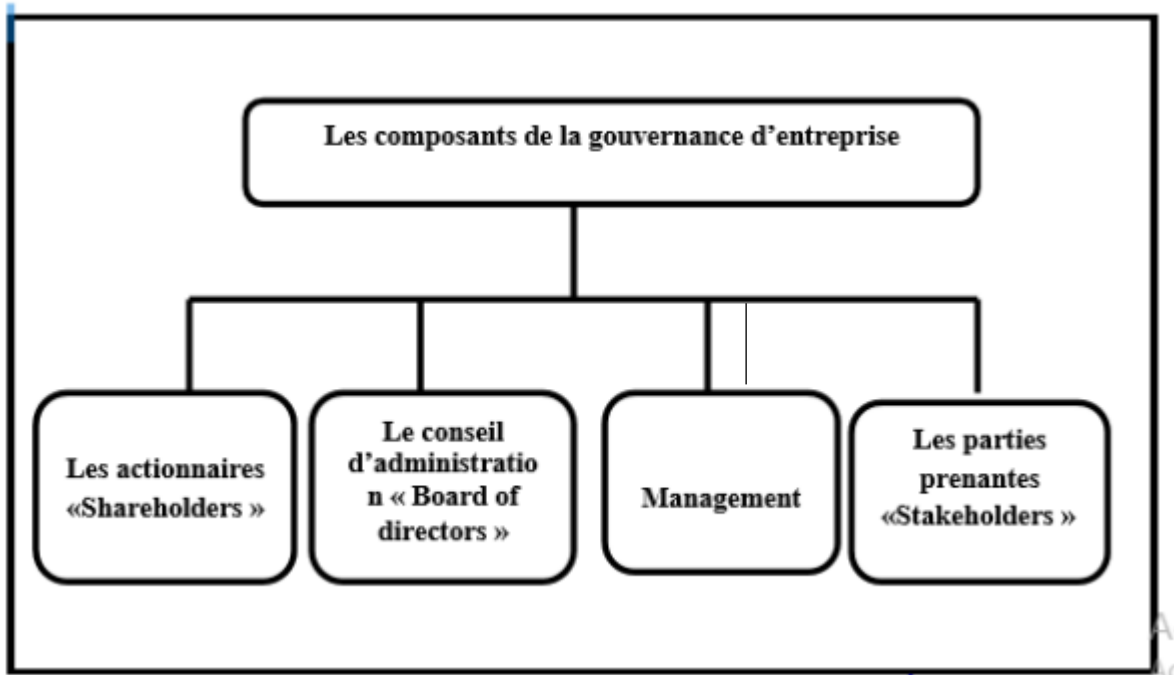 Les composants de la gouvernance d’entreprise
Les actionnaires
«Shareholders »
Le conseil
d’administratio
n « Board of
directors »
Management
Les parties
prenantes
«Stakeholders »